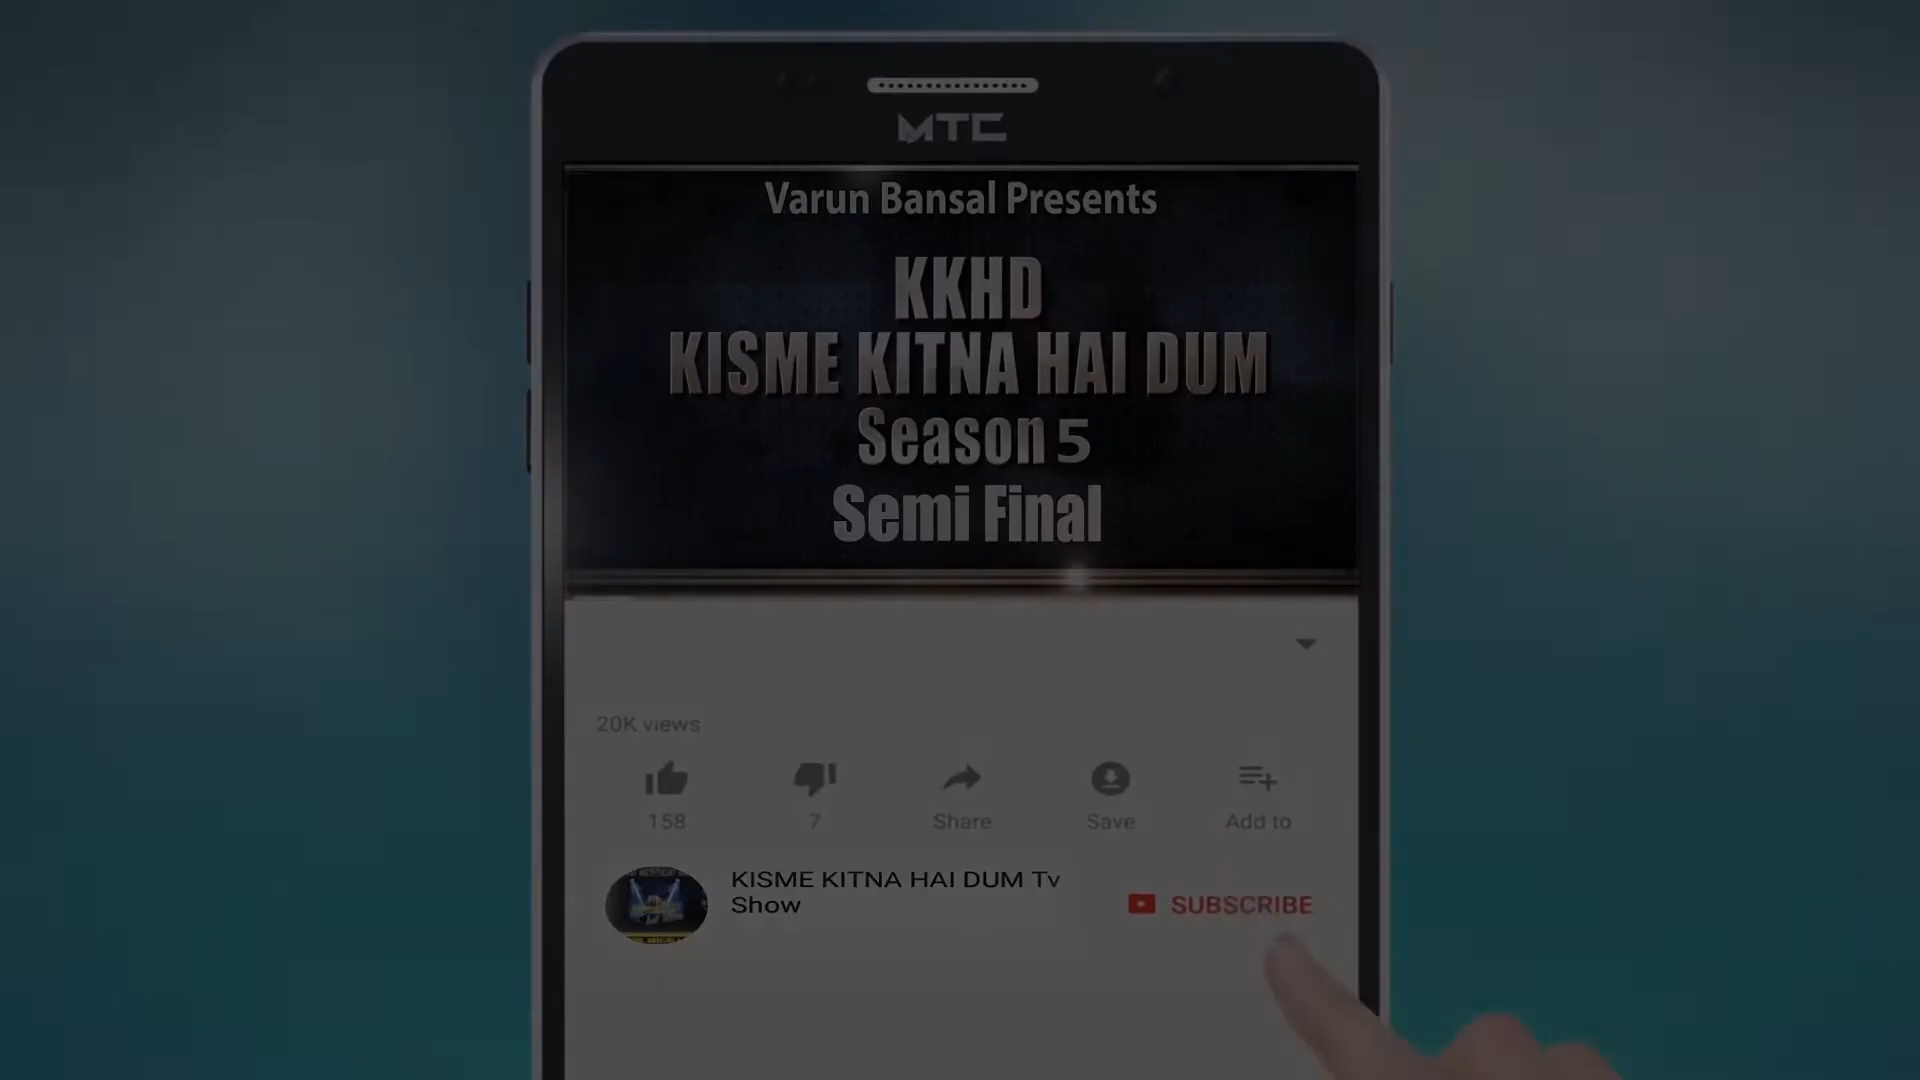 MTC
Varun Bansal Presents
KKHD
KISME KITNA HAI DUM
Season 5
Semi Final
20K views
158
7
Share
Save
Add to
KISME KITNA HAI DUM Tv
Show
SUBSCRIBE